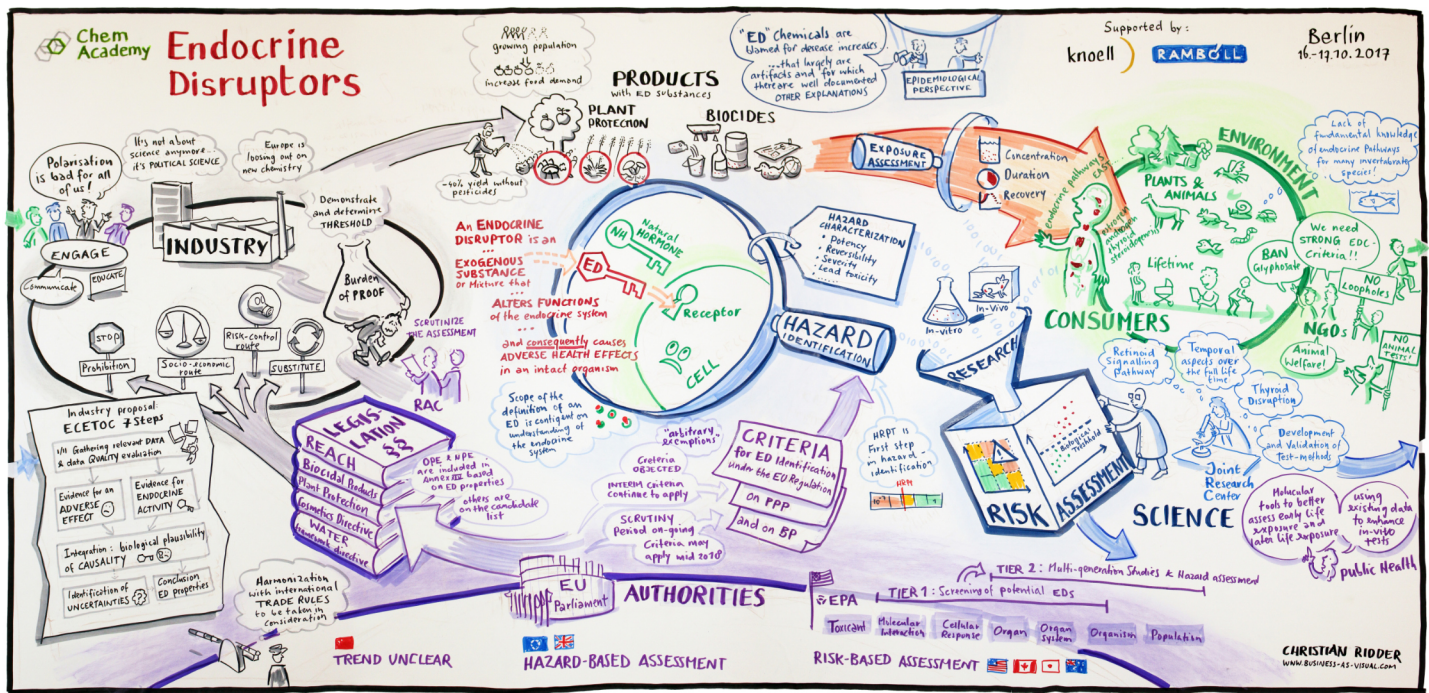 Chem
Academy
Endocrine
Disruptors
growing population
increase food demand
PRODUCTS
with ED SUBSTANCES
PLANT
PROTECTION
BIOCIDES
~40% yield without
pesticides
"ED" Chemicals are
blamed for desease increases
...that largely are
artifacts and for which
there are well documented
OTHER EXPLANATIONS
EPIDEMIOLOGICAL
PERSPECTIVE
Supported by:
knoell
RAMBOLL
Berlin
16.-17.10.2017
Polarisation
is bad for all
of us!
It's not about
science anymore...
it's POLITICAL SCIENCE
Europe is
loosing out on
new chemistry
ENGAGE
Communicate
EDUCATE
INDUSTRY
Demonstrate
and determine
THRESHOLD
Burden
of PROOF
STOP
Prohibition
Socio-economic
route
Risk-control
route
SUBSTITUTE
SCRUTINIZE
THE ASSESSMENT
RAC
An ENDOCRINE
DISRUPTOR is an
...
EXOGENOUS
SUBSTANCE
or Mixture that
...
ALTERS FUNCTIONS
of the endocrine system
...
and consequently causes
ADVERSE HEALTH EFFECTS
in an intact organism
Scope of the
definition of an
ED is contigent on
understanding of
the endocrine
system
Natural
HORMONE
NH
ED
Receptor
CELL
HAZARD
IDENTIFICATION
HAZARD
CHARACTERIZATION
• Potency
• Reversibility
• Severity
• Lead toxicity
EXPOSURE
ASSESSMENT
Concentration
Duration
Recovery
endocrine pathways
EAST...
estrogen
androgen
thyroid
steroidogenesis
PLANTS &
ANIMALS
ENVIRONMENT
Lifetime
CONSUMERS
Lack of
fundamental knowledge
of endocrine Pathways
for many invertabrate
species!
We need
STRONG EDC-
Criteria!!
BAN
Glyphosate
NO
Loopholes
NGOs
Animal
Welfare!
NO
ANIMAL
TESTS!
In-vitro
In-Vivo
RESEARCH
RISK
ASSESSMENT
Biological
Threshold
SCIENCE
Retinoid
Signalling
Pathway
Temporal
aspects over
the full life
time
Thyroid
Disruption
Development
and Validation of
Test-methods
Joint
Research
Center
Molecular
tools to better
assess early life
exposure and
later life exposure
using
existing data
to enhance
in-vitro
tests
public Health
Industry proposal:
ECETOC 7 Steps
1/11 Gathering relevant DATA
& data QUALITY evaluation
Evidence for an
ADVERSE
EFFECT
Evidence for
ENDOCRINE
ACTIVITY
Integration: biological plausibility
of CAUSALITY
Identification of
UNCERTAINTIES
Conclusion
ED properties
LEGIS-
LATION
§§
REACH
Biocidal Products
Plant Protection
Cosmetics Directive
WATER
framework directive
OPE & NPE
are included in
Annex XIV based
on ED properties
others are
on the candidate
list
"arbitrary
exemptions"
Creteria
OBJECTED
INTERIM Criteria
continue to apply
SCRUTINY
Period on-going
Criteria may
apply mid 2018
CRITERIA
for ED Identification
under the EU Regulation
on PPP
and on BP
HRPT is
First step
in hazard
identification"
HRPT
Harmonization
with international
TRADE RULES
to be taken in
consideration
EU
Parliament
AUTHORITIES
EPA
TIER 2: Multi-generation Studies & Hazard assessment
TIER 1: Screening of potential EDS
Toxicant
Molecular
Interaction
Cellular
Response
Organ
Organ
system
Organism
Population
TREND UNCLEAR
HAZARD-BASED ASSESSMENT
RISK-BASED ASSESSMENT
CHRISTIAN RIDDER
WWW.BUSINESS-AS-VISUAL.COM